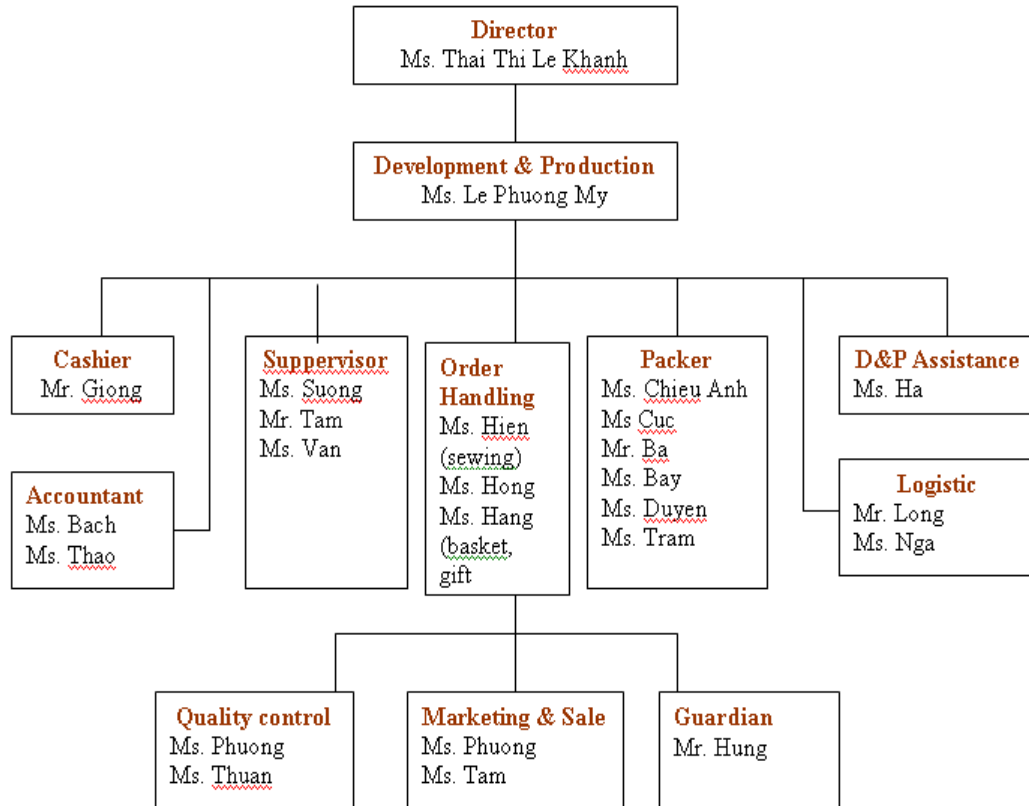 Director
Ms. Thai Thi Le Khanh
Development & Production
Ms. Le Phuong My
Cashier
Mr. Giong
Suppervisor
Ms. Suong
Mr. Tam
Ms. Van
Order
Handling
Ms. Hien
(sewing)
Ms. Hong
Ms. Hang
(basket,
gift
Packer
Ms. Chieu Anh
Ms Cuc
Mr. Ba
Ms. Bay
Ms. Duyen
Ms. Tram
D&P Assistance
Ms. Ha
Accountant
Ms. Bach
Ms. Thao
Logistic
Mr. Long
Ms. Nga
Quality control
Ms. Phuong
Ms. Thuan
Marketing & Sale
Ms. Phuong
Ms. Tam
Guardian
Mr. Hung